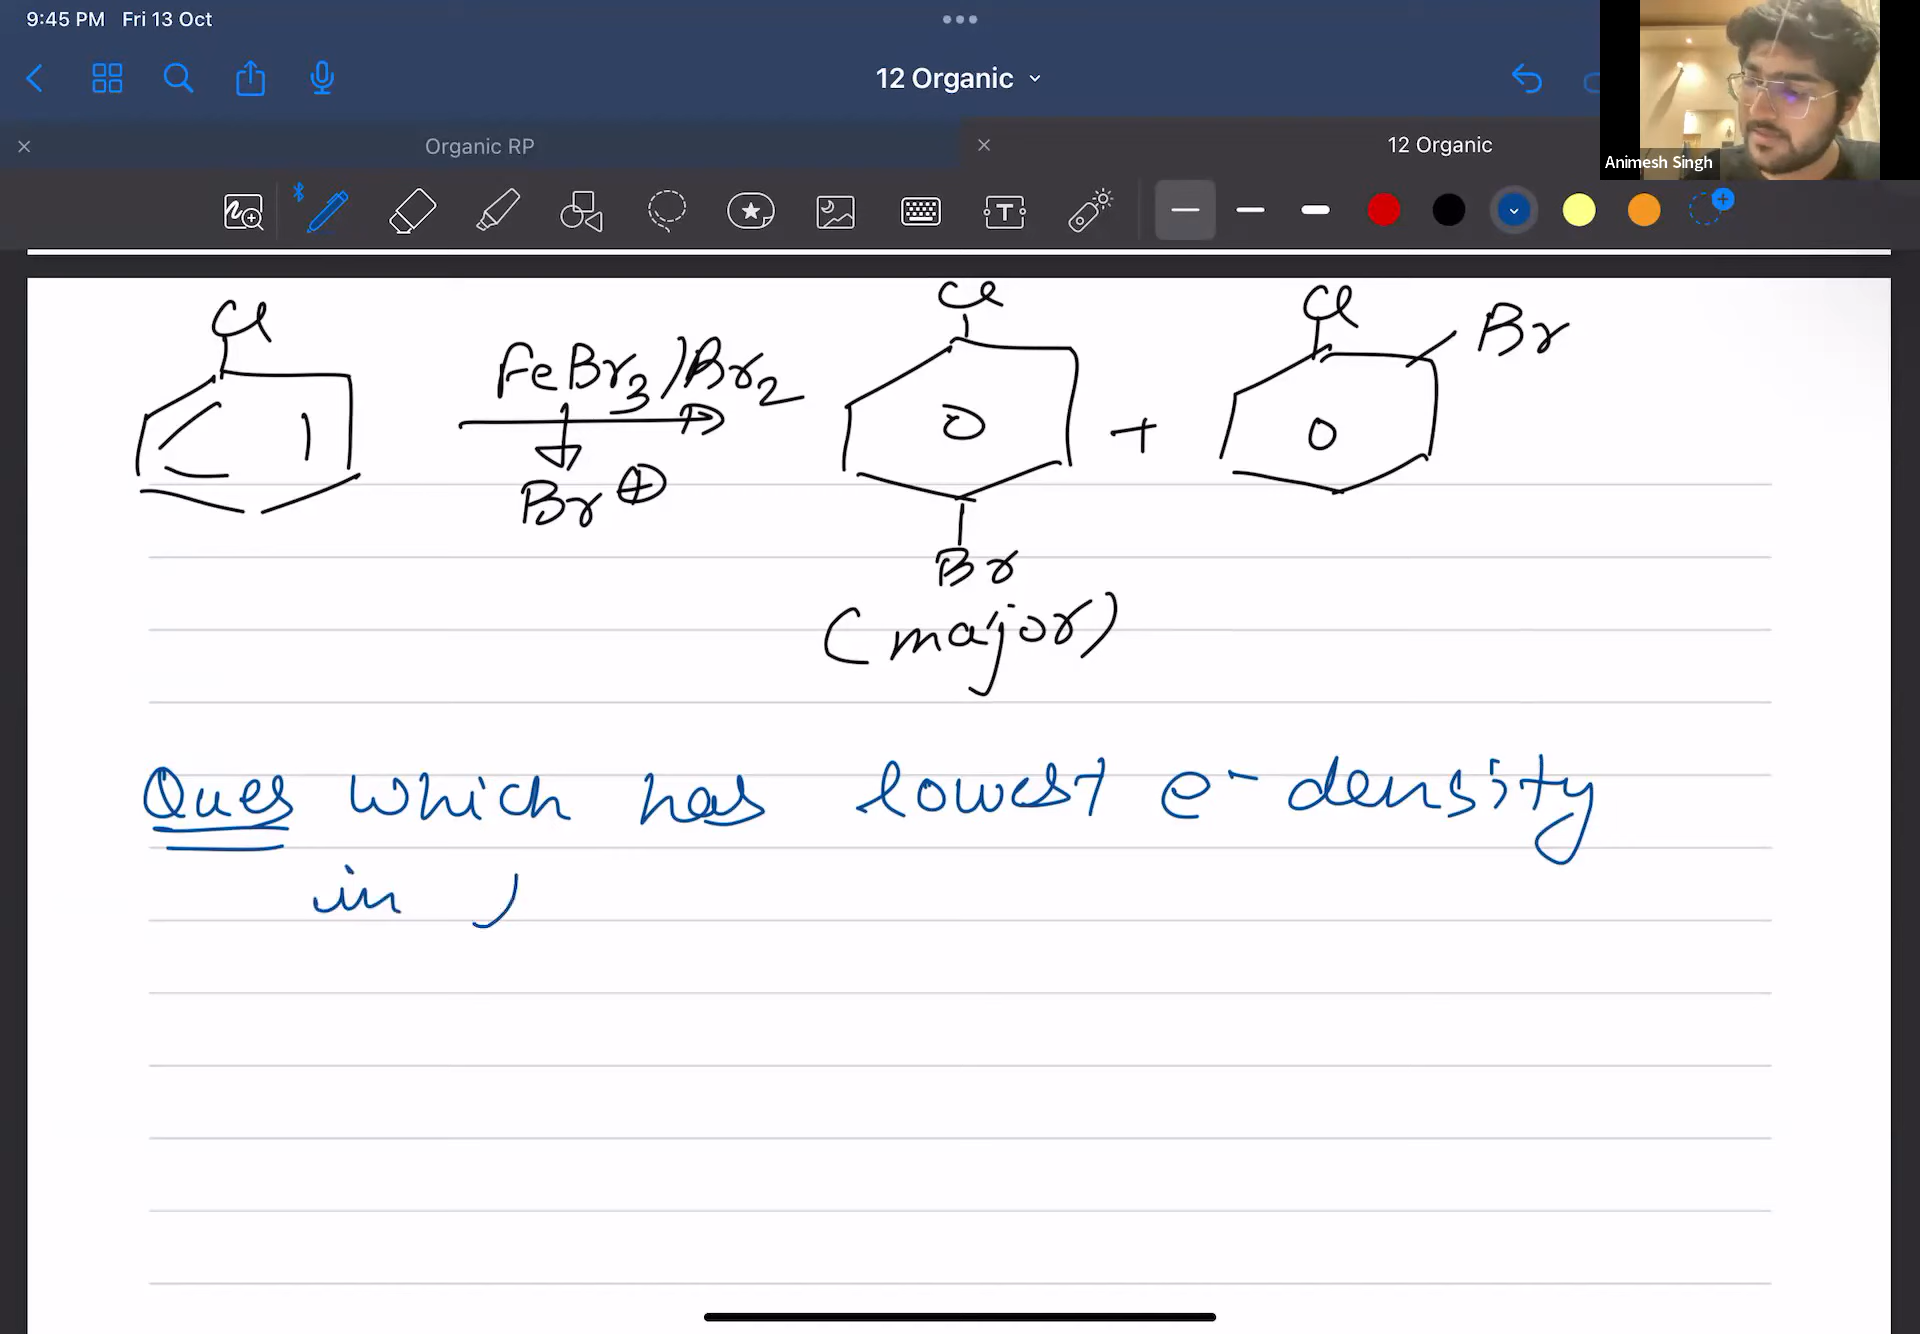 9:45 PM Fri 13 Oct
12 Organic
Organic RP
12 Organic
Animesh Singh
T
Cl
FeBr3/Br2
Br⊕
Cl
Br
(major)
+
Cl
Br
Ques which has lowest e- density
in